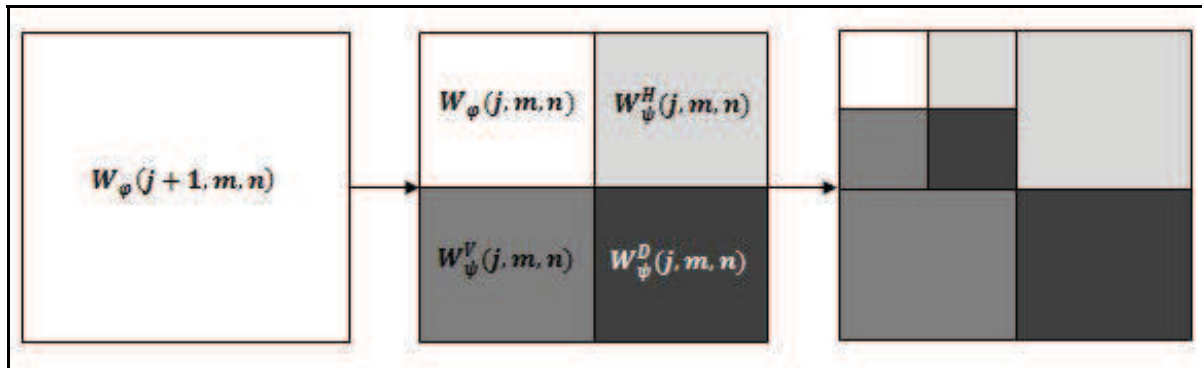 W_φ(j + 1, m, n)
W_φ(j, m, n)
W_ψ^H(j, m, n)
W_ψ^V(j, m, n)
W_ψ^D(j, m, n)